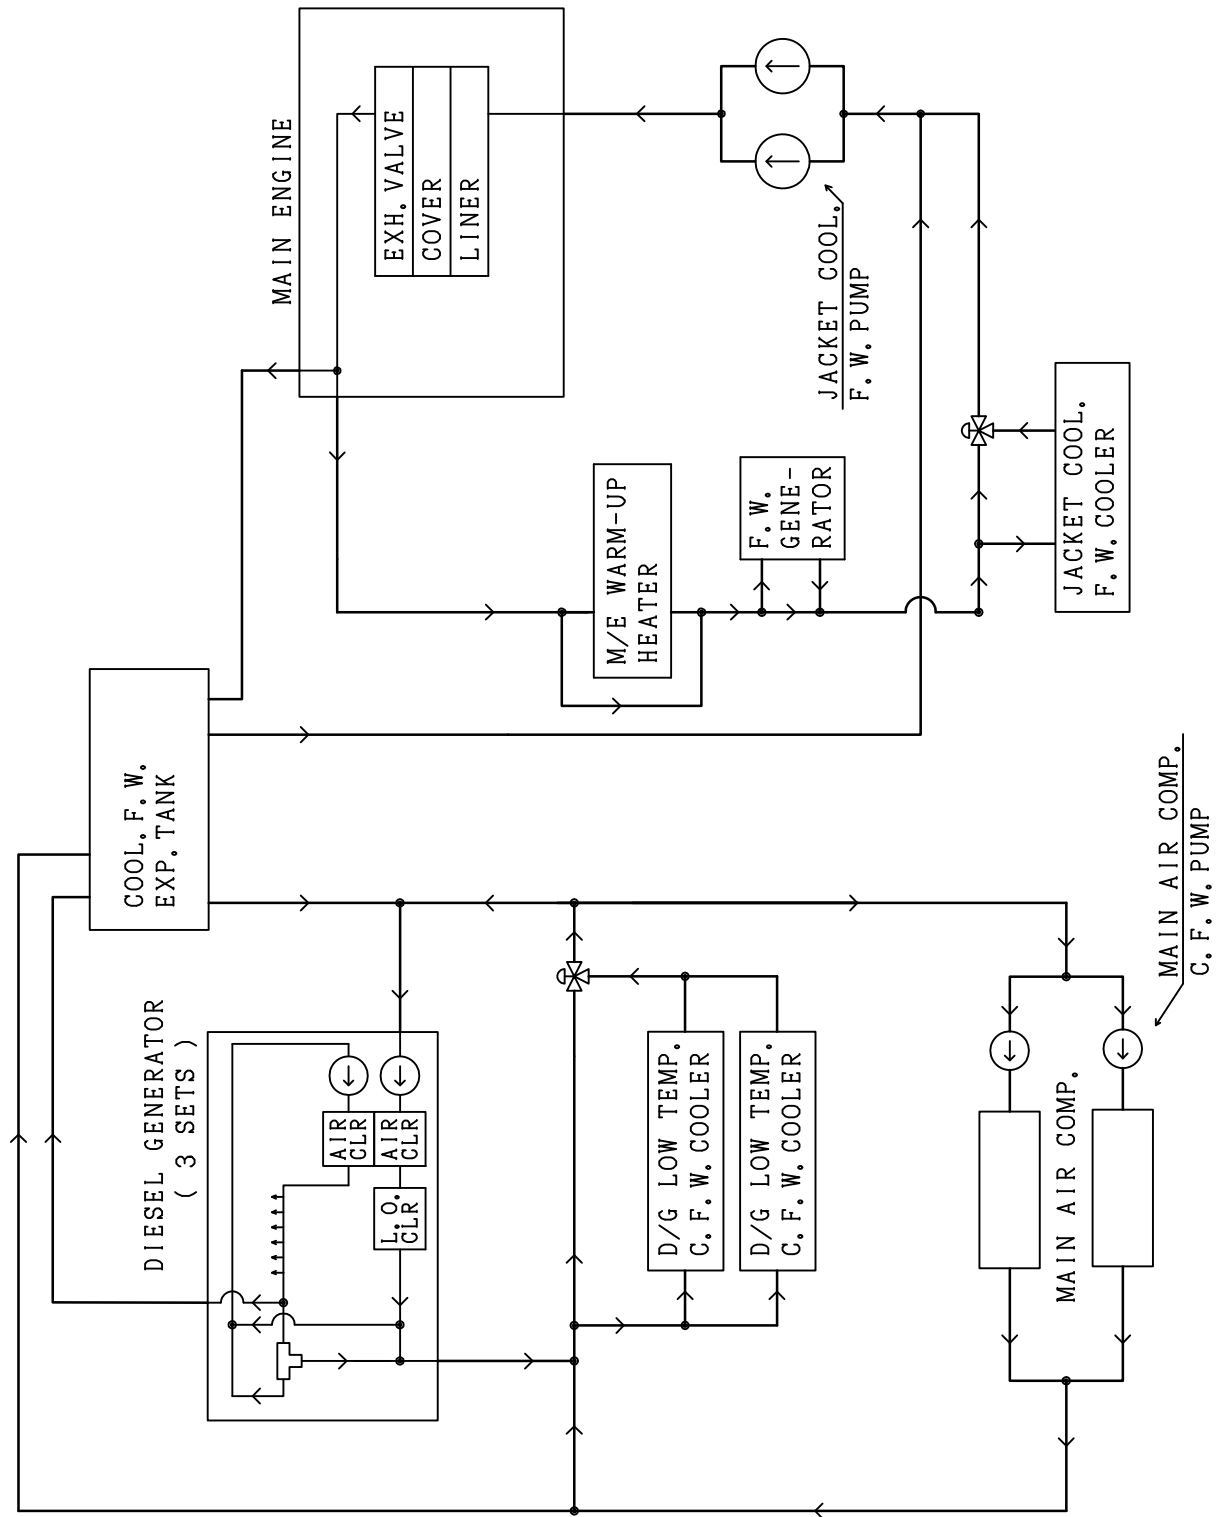 MAIN ENGINE
EXH. VALVE
COVER
LINER
JACKET COOL.
F. W. PUMP
M/E WARM-UP
HEATER
F. W.
GENE-
RATOR
JACKET COOL.
F. W. COOLER
COOL. F. W.
EXP. TANK
DIESEL GENERATOR
( 3 SETS )
AIR
CLR
AIR
CLR
L.O.
CLR
D/G LOW TEMP.
C. F. W. COOLER
D/G LOW TEMP.
C. F. W. COOLER
MAIN AIR COMP.
MAIN AIR COMP.
C. F. W. PUMP